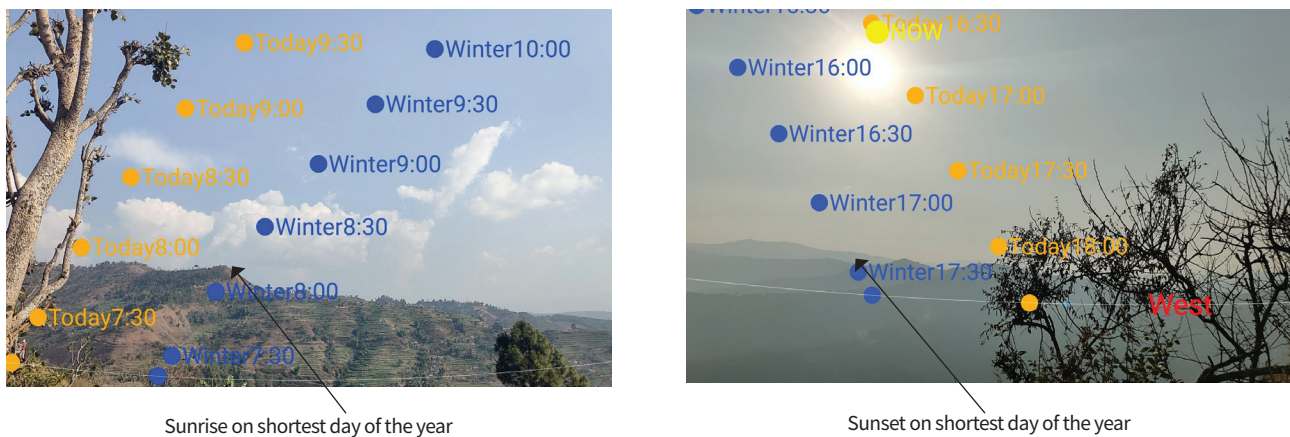 Today9:30
Winter10:00
Today9:00
Winter9:30
Winter9:00
Today8:30
Winter8:30
Today8:00
Winter8:00
Today7:30
Winter7:30
Sunrise on shortest day of the year
Today16:30
NOW
Winter16:00
Today17:00
Winter16:30
Today17:30
Winter17:00
Today18:00
Winter17:30
West
Sunset on shortest day of the year